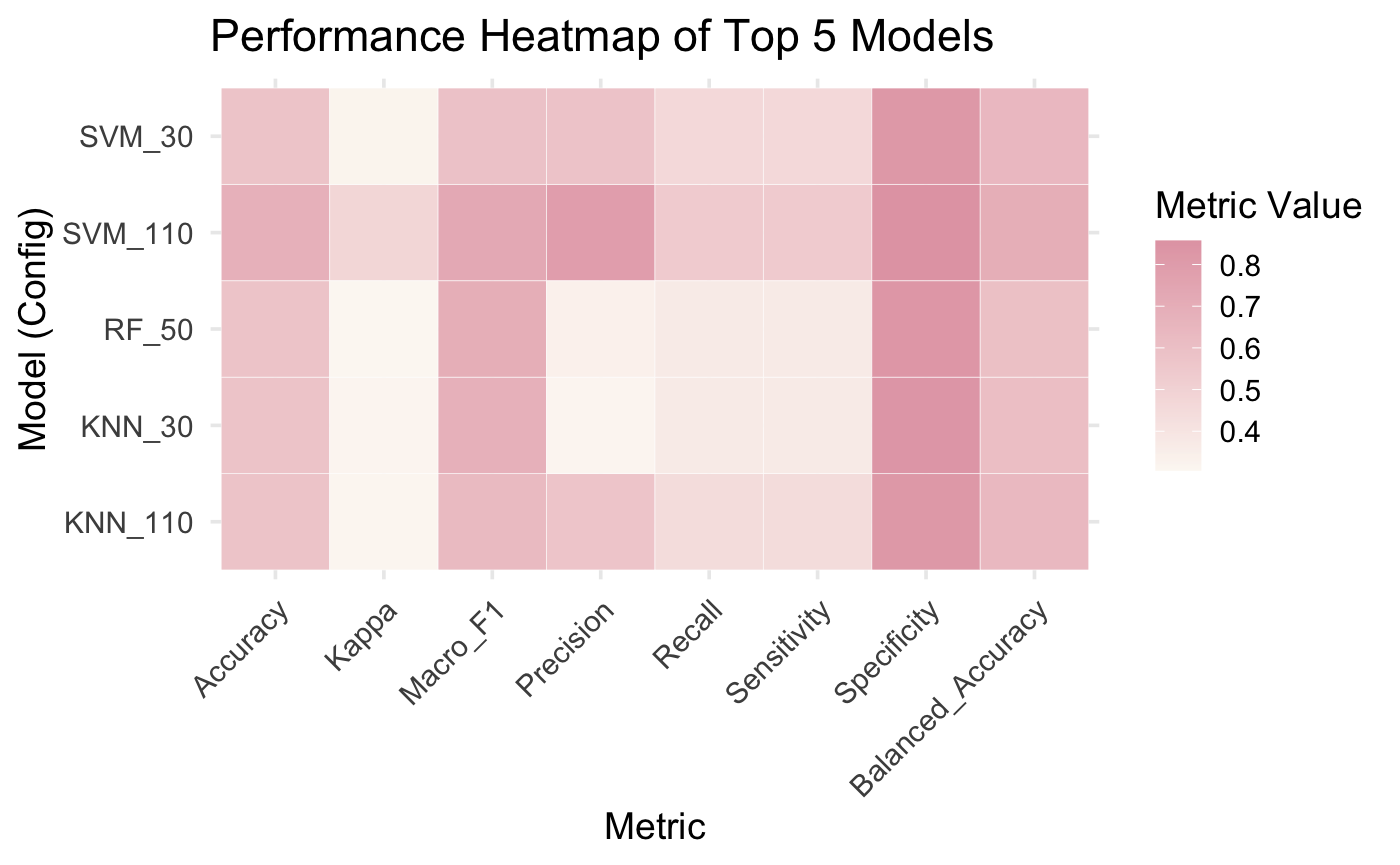 Performance Heatmap of Top 5 Models
Model (Config)
SVM_30
SVM_110
RF_50
KNN_30
KNN_110
Accuracy
Kappa
Macro_F1
Precision
Recall
Sensitivity
Specificity
Balanced_Accuracy
Metric
Metric Value
0.8
0.7
0.6
0.5
0.4